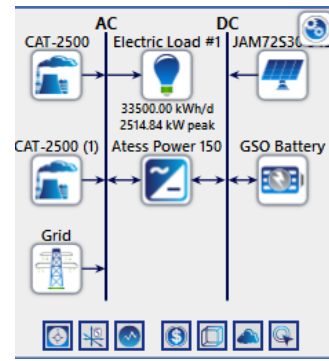 AC DC
CAT-2500 Electric Load #1 JAM72S30
33500.00 kWh/d
2514.84 kW peak
CAT-2500 (1) Atess Power 150 GSO Battery
Grid